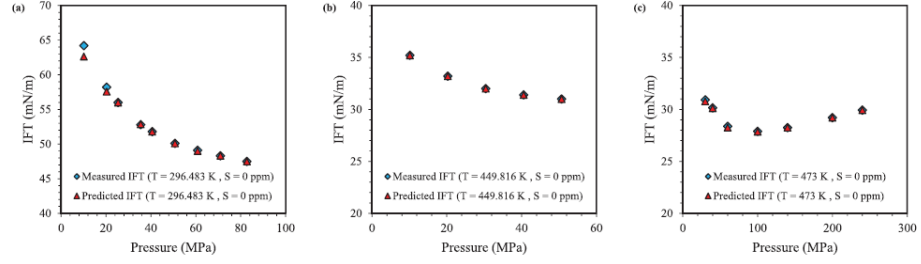 (a)
70
65
60
55
50
45
40
IFT (mN/m)
Measured IFT (T = 296.483 K , S = 0 ppm)
Predicted IFT (T = 296.483 K , S = 0 ppm)
0 20 40 60 80 100
Pressure (MPa)
(b)
40
35
30
25
20
IFT (mN/m)
Measured IFT (T = 449.816 K , S = 0 ppm)
Predicted IFT (T = 449.816 K , S = 0 ppm)
0 20 40 60
Pressure (MPa)
(c)
40
35
30
25
20
IFT (mN/m)
Measured IFT (T = 473 K , S = 0 ppm)
Predicted IFT (T = 473 K , S = 0 ppm)
0 100 200 300
Pressure (MPa)